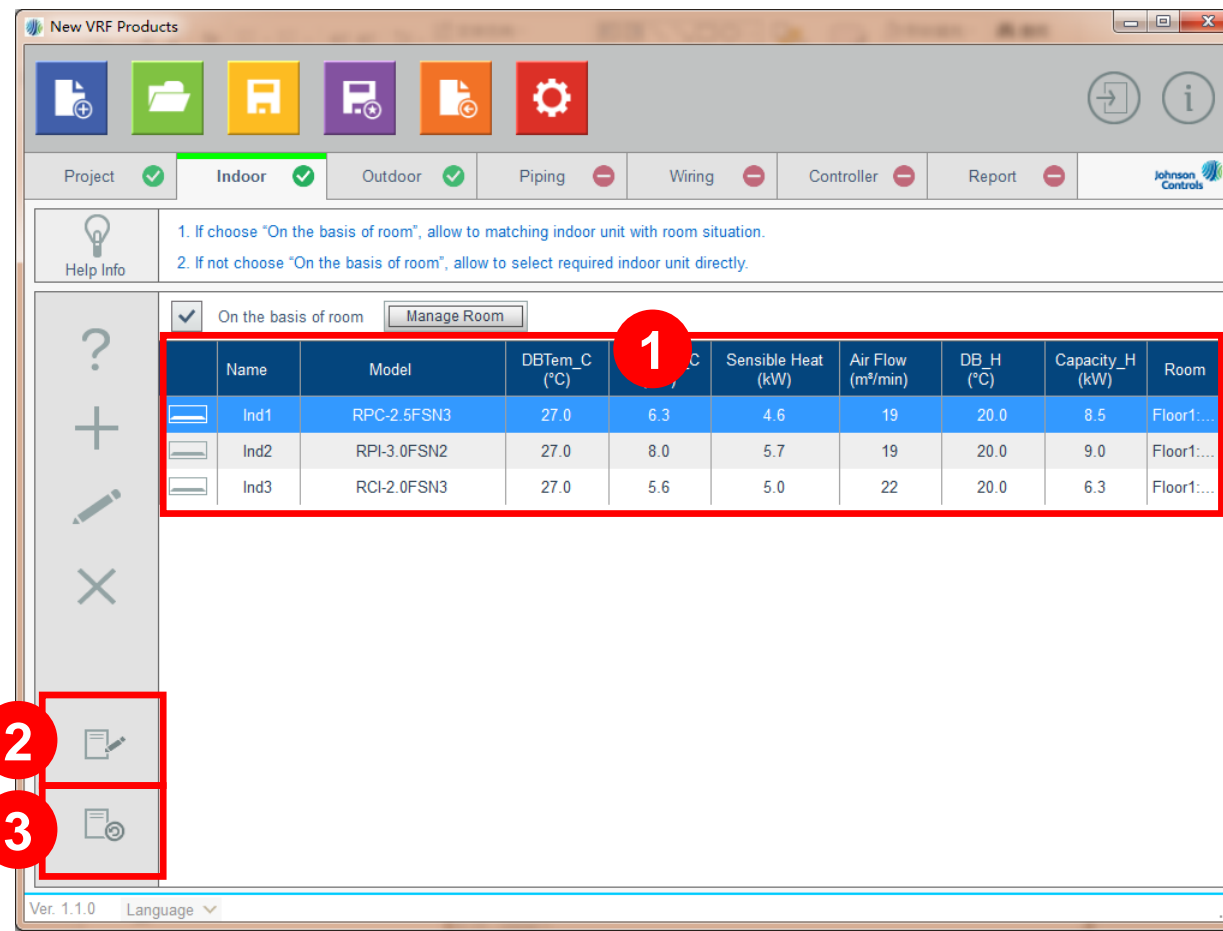 New VRF Products
Project Indoor Outdoor Piping Wiring Controller Report Johnson Controls
Help Info
1. If choose “On the basis of room”, allow to matching indoor unit with room situation.
2. If not choose “On the basis of room”, allow to select required indoor unit directly.
On the basis of room Manage Room
1
Name Model DBTem_C (°C) _C Sensible Heat (kW) Air Flow (m³/min) DB_H (°C) Capacity_H (kW) Room
Ind1 RPC-2.5FSN3 27.0 6.3 4.6 19 20.0 8.5 Floor1:...
Ind2 RPI-3.0FSN2 27.0 8.0 5.7 19 20.0 9.0 Floor1:...
Ind3 RCI-2.0FSN3 27.0 5.6 5.0 22 20.0 6.3 Floor1:...
2
3
Ver. 1.1.0 Language